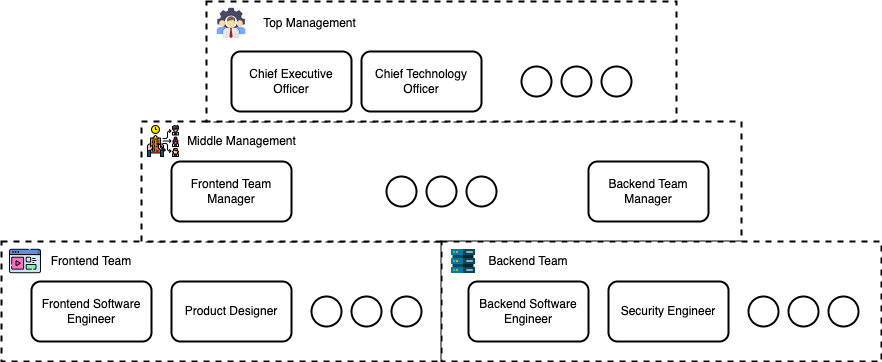 Top Management
Chief Executive
Officer
Chief Technology
Officer
Middle Management
Frontend Team
Manager
Backend Team
Manager
Frontend Team
Frontend Software
Engineer
Product Designer
Backend Team
Backend Software
Engineer
Security Engineer